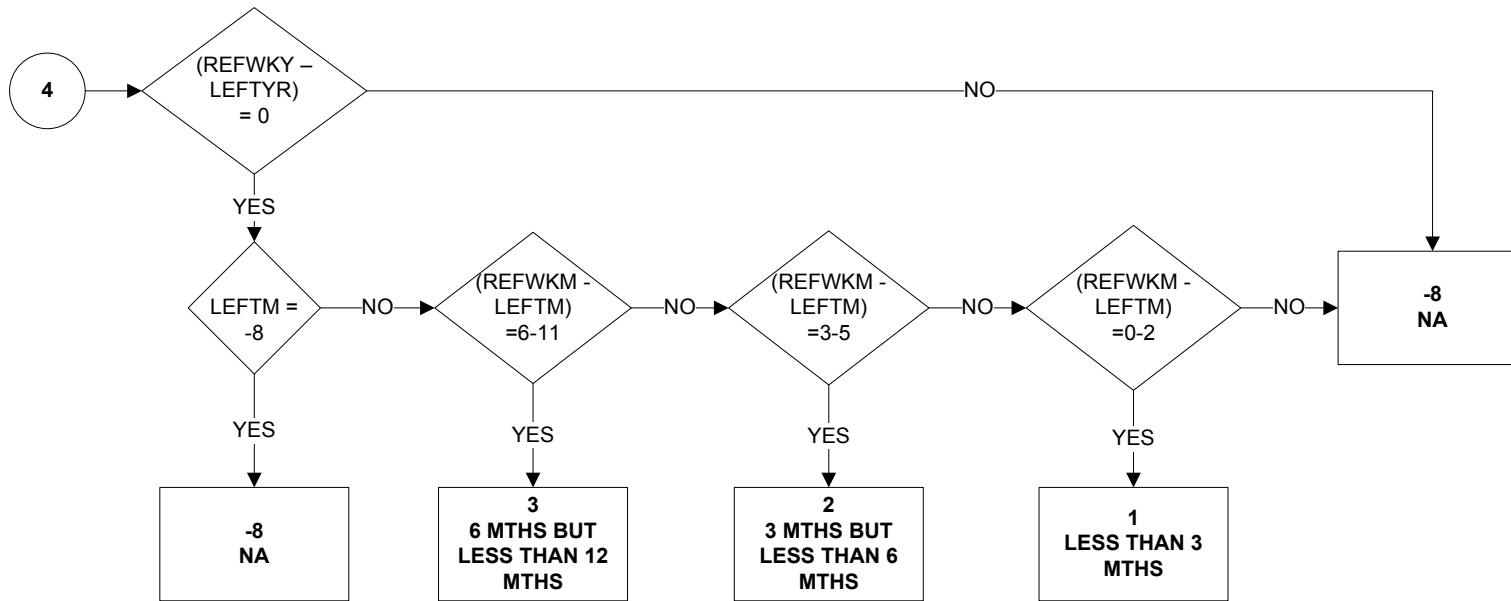 4
(REFWKY –
LEFTYR)
= 0
NO
YES
LEFTM =
-8
NO
(REFWKM -
LEFTM)
=6-11
NO
(REFWKM -
LEFTM)
=3-5
NO
(REFWKM -
LEFTM)
=0-2
NO
-8
NA
YES
YES
YES
YES
-8
NA
3
6 MTHS BUT
LESS THAN 12
MTHS
2
3 MTHS BUT
LESS THAN 6
MTHS
1
LESS THAN 3
MTHS